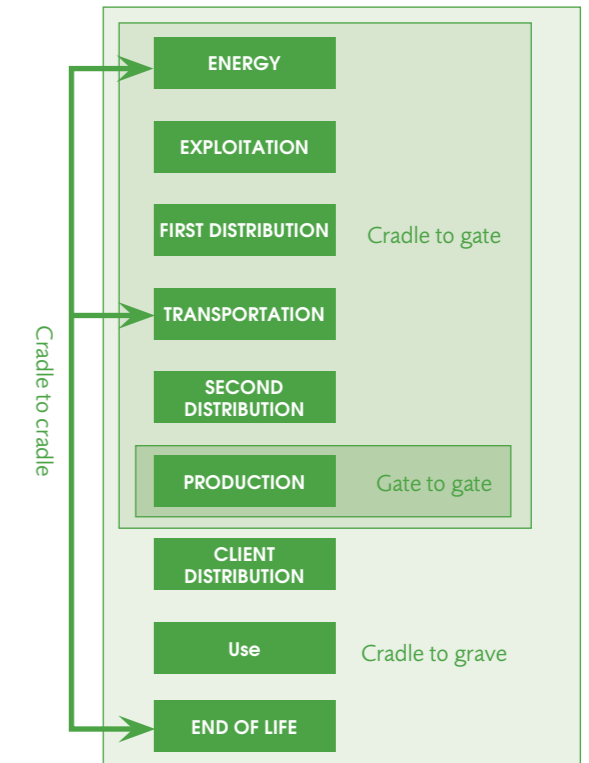 ENERGY
EXPLOITATION
FIRST DISTRIBUTION
Cradle to gate
TRANSPORTATION
Cradle to cradle
SECOND
DISTRIBUTION
PRODUCTION
Gate to gate
CLIENT
DISTRIBUTION
Use
Cradle to grave
END OF LIFE